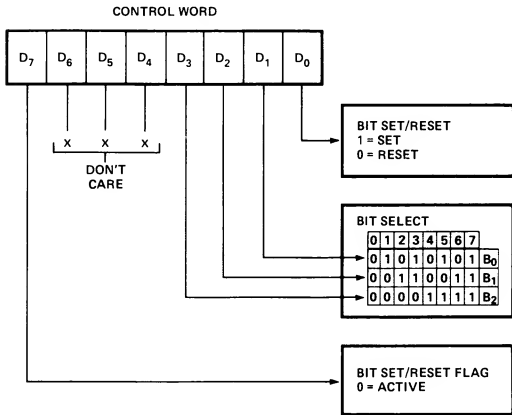 CONTROL WORD
D7 D6 D5 D4 D3 D2 D1 D0
X X X
DON'T
CARE
BIT SET/RESET
1 = SET
0 = RESET
BIT SELECT
0 1 2 3 4 5 6 7
0 1 0 1 0 1 0 1 B0
0 0 1 1 0 0 1 1 B1
0 0 0 0 1 1 1 1 B2
BIT SET/RESET FLAG
0 = ACTIVE